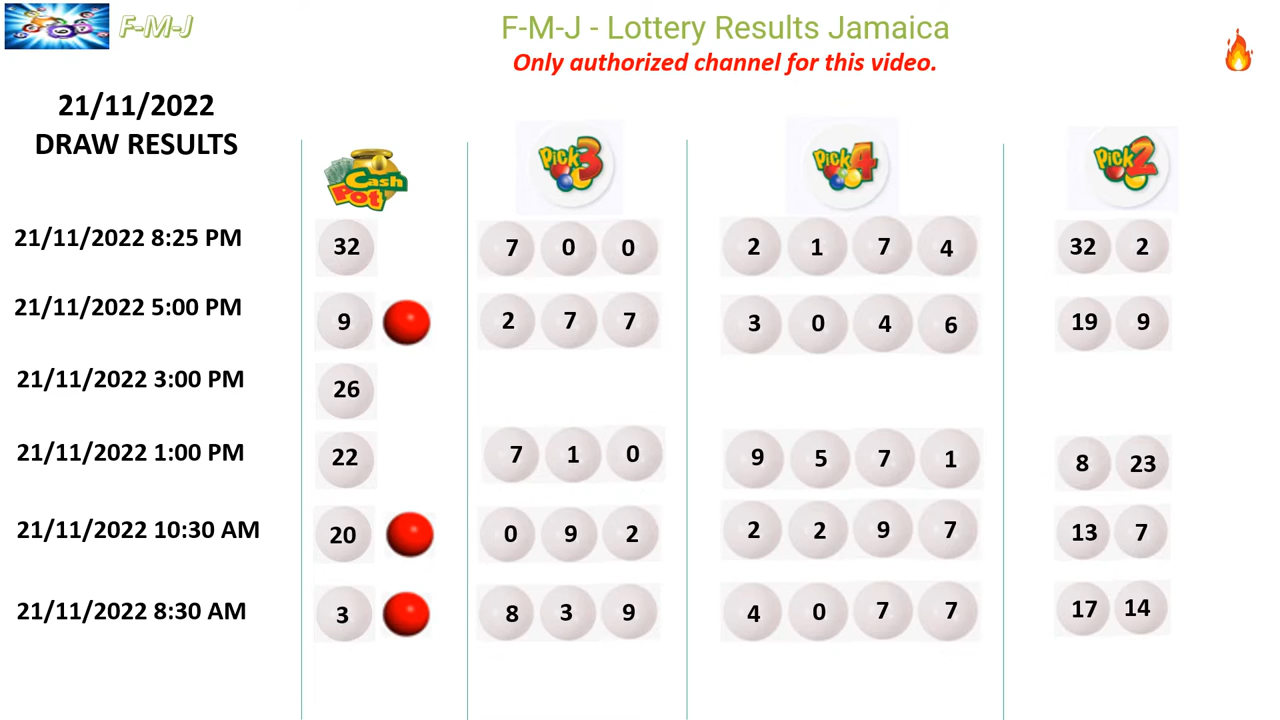 F-M-J
F-M-J - Lottery Results Jamaica
Only authorized channel for this video.
21/11/2022
DRAW RESULTS
Cash Pot
Pick 3
Pick 4
Pick 2
21/11/2022 8:25 PM 32 7 0 0 2 1 7 4 32 2
21/11/2022 5:00 PM 9 2 7 7 3 0 4 6 19 9
21/11/2022 3:00 PM 26
21/11/2022 1:00 PM 22 7 1 0 9 5 7 1 8 23
21/11/2022 10:30 AM 20 0 9 2 2 2 9 7 13 7
21/11/2022 8:30 AM 3 8 3 9 4 0 7 7 17 14